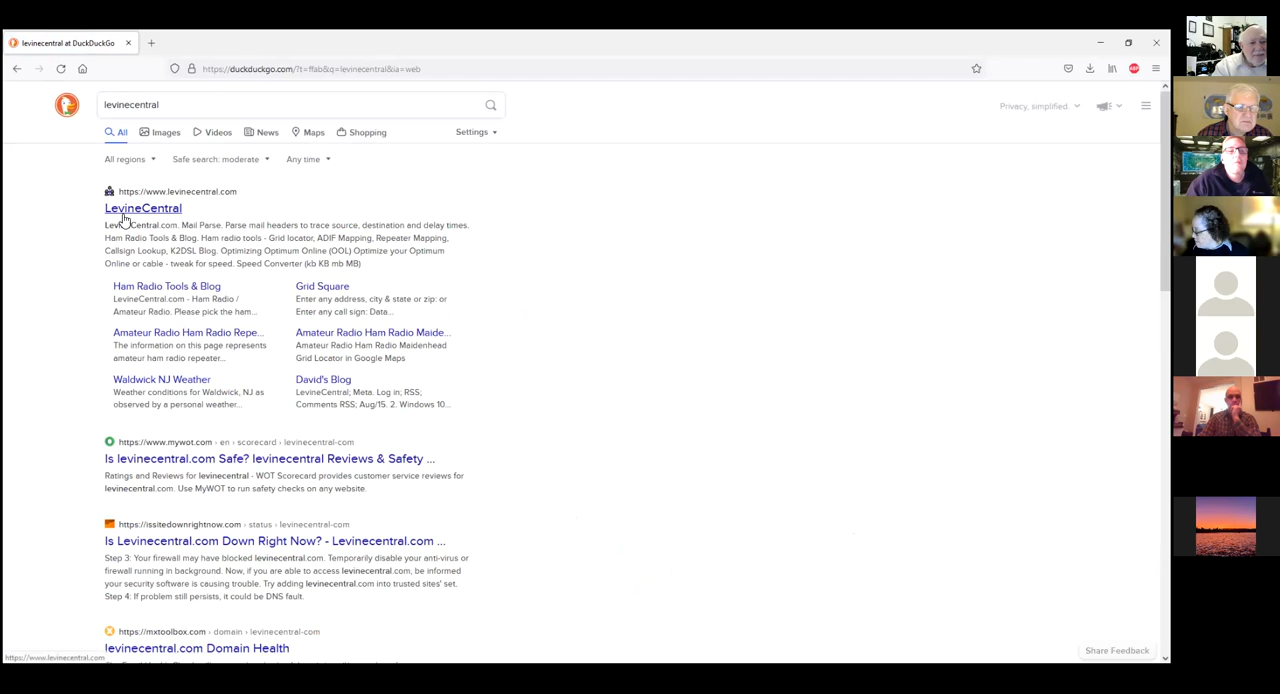 levinecentral at DuckDuckGo
https://duckduckgo.com/?t=ffab&q=levinecentral&ia=web
ABP
levinecentral
Privacy, simplified.
All Images Videos News Maps Shopping Settings
All regions Safe search: moderate Any time
https://www.levinecentral.com
LevineCentral
LevineCentral.com. Mail Parse. Parse mail headers to trace source, destination and delay times.
Ham Radio Tools & Blog. Ham radio tools - Grid locator, ADIF Mapping, Repeater Mapping,
Callsign Lookup, K2DSL Blog. Optimizing Optimum Online (OOL) Optimize your Optimum
Online or cable - tweak for speed. Speed Converter (kb KB mb MB)
Ham Radio Tools & Blog
LevineCentral.com - Ham Radio /
Amateur Radio. Please pick the ham...
Grid Square
Enter any address, city & state or zip: or
Enter any call sign: Data...
Amateur Radio Ham Radio Repe...
The information on this page represents
amateur ham radio repeater...
Amateur Radio Ham Radio Maide...
Amateur Radio Ham Radio Maidenhead
Grid Locator in Google Maps
Waldwick NJ Weather
Weather conditions for Waldwick, NJ as
observed by a personal weather...
David's Blog
LevineCentral; Meta. Log in; RSS;
Comments RSS; Aug/15. 2. Windows 10...
https://www.mywot.com › en › scorecard › levinecentral-com
Is levinecentral.com Safe? levinecentral Reviews & Safety ...
Ratings and Reviews for levinecentral - WOT Scorecard provides customer service reviews for
levinecentral.com. Use MyWOT to run safety checks on any website.
https://issitedownrightnow.com › status › levinecentral-com
Is Levinecentral.com Down Right Now? - Levinecentral.com ...
Step 3: Your firewall may have blocked levinecentral.com. Temporarily disable your anti-virus or
firewall running in background. Now, if you are able to access levinecentral.com, be informed
your security software is causing trouble. Try adding levinecentral.com into trusted sites' set.
Step 4: If problem still persists, it could be DNS fault.
https://mxtoolbox.com › domain › levinecentral-com
levinecentral.com Domain Health
Share Feedback
https://www.levinecentral.com